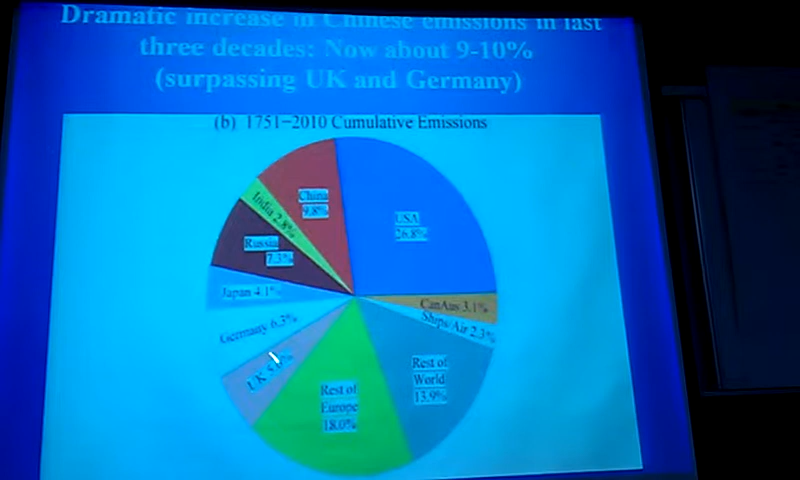 Dramatic increase in Chinese emissions in last
three decades: Now about 9-10%
(surpassing UK and Germany)
(b) 1751−2010 Cumulative Emissions
China
9.8%
India 2.8%
USA
26.8%
Russia
7.3%
Japan 4.1%
CanAus 3.1%
Ships/Air 2.3%
Germany 6.3%
UK
Rest of
World
13.9%
Rest of
Europe
18.0%